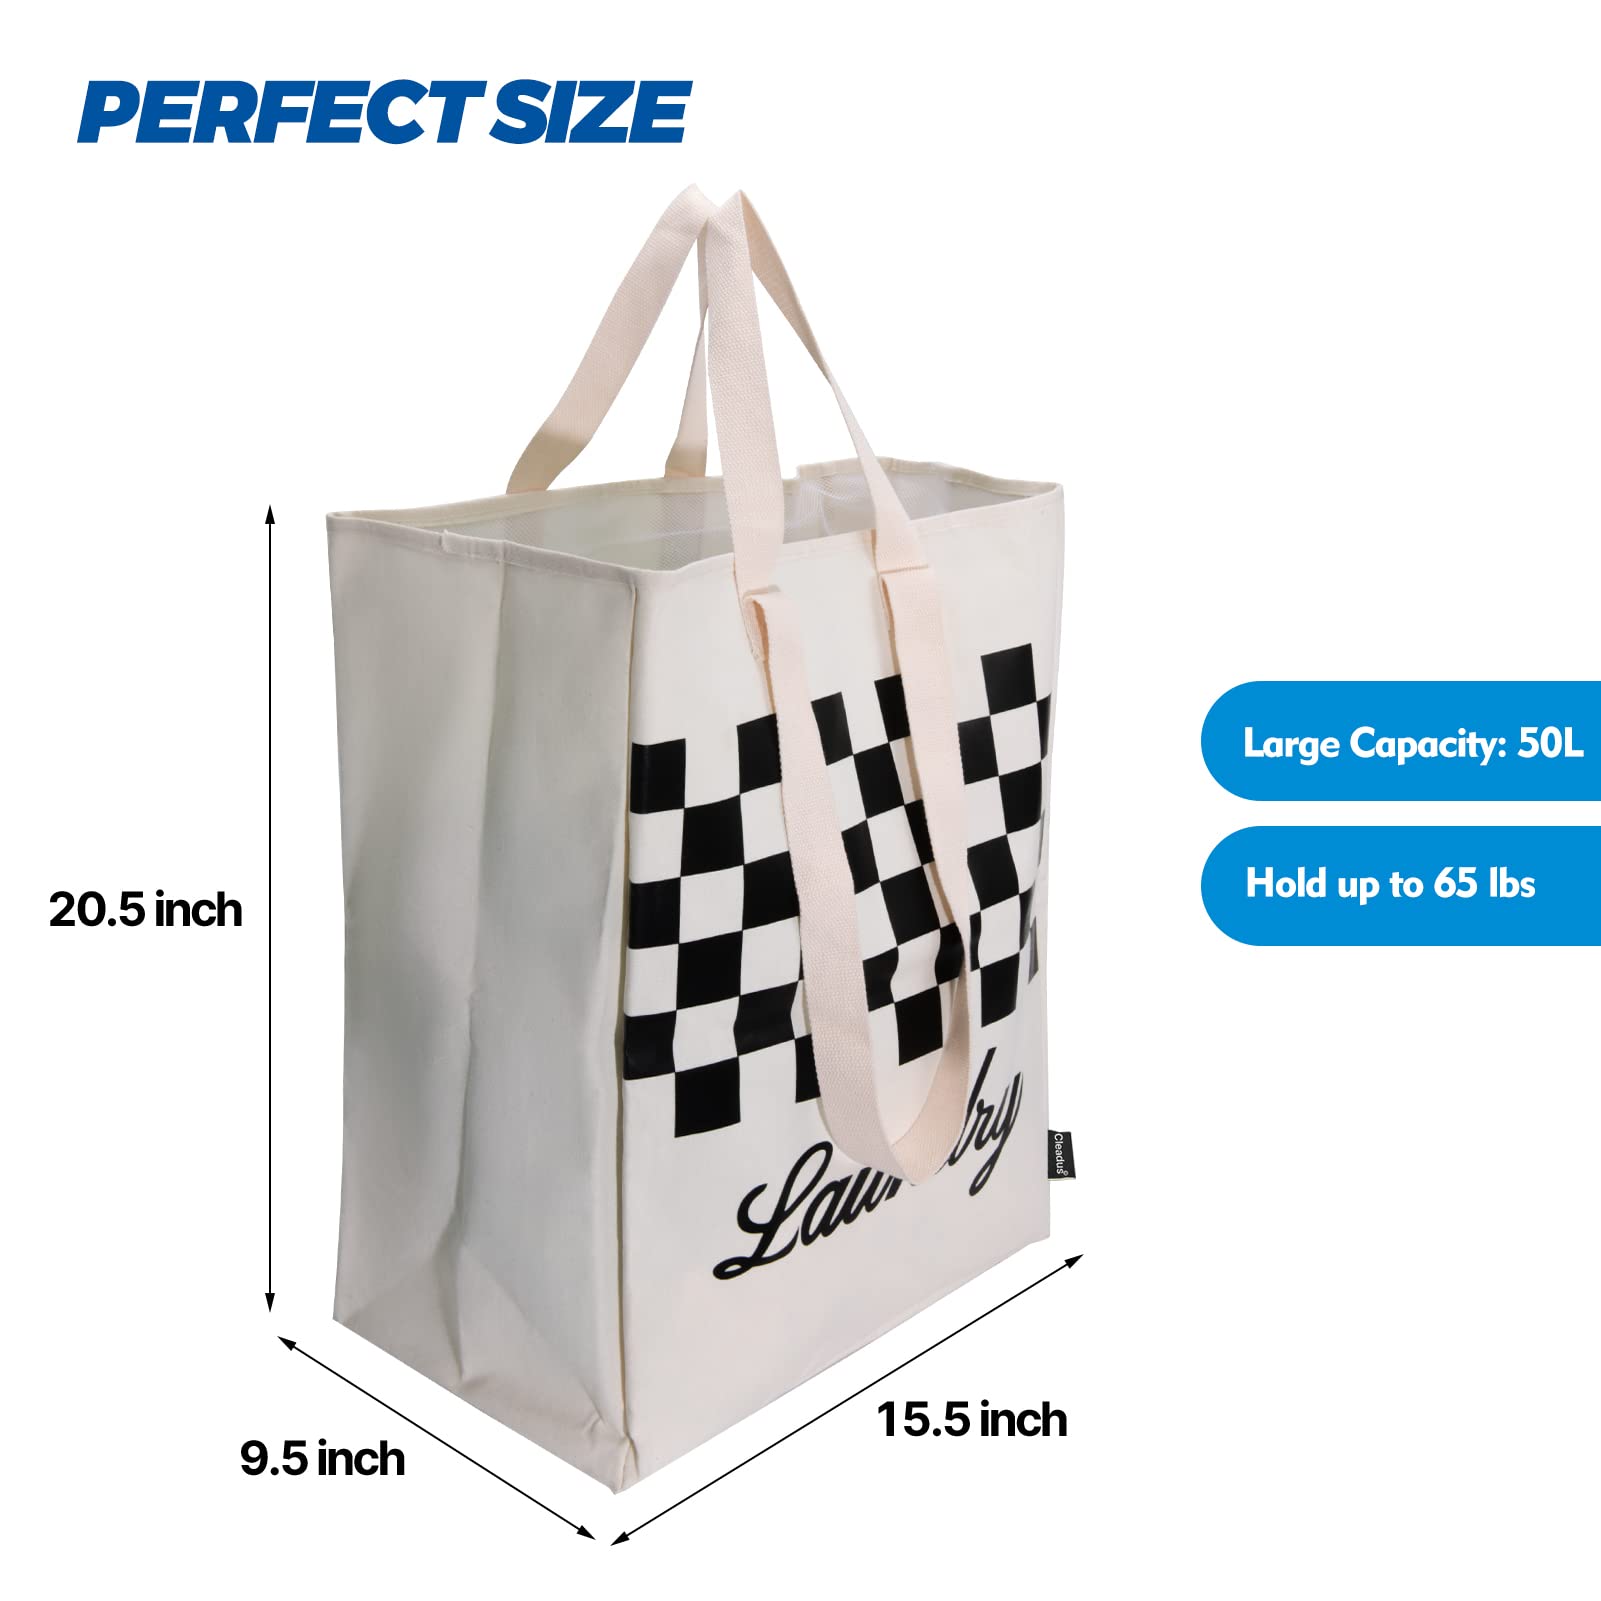 PERFECT SIZE
20.5 inch
Large Capacity: 50L
Hold up to 65 lbs
Laundry
Cleadus®
15.5 inch
9.5 inch